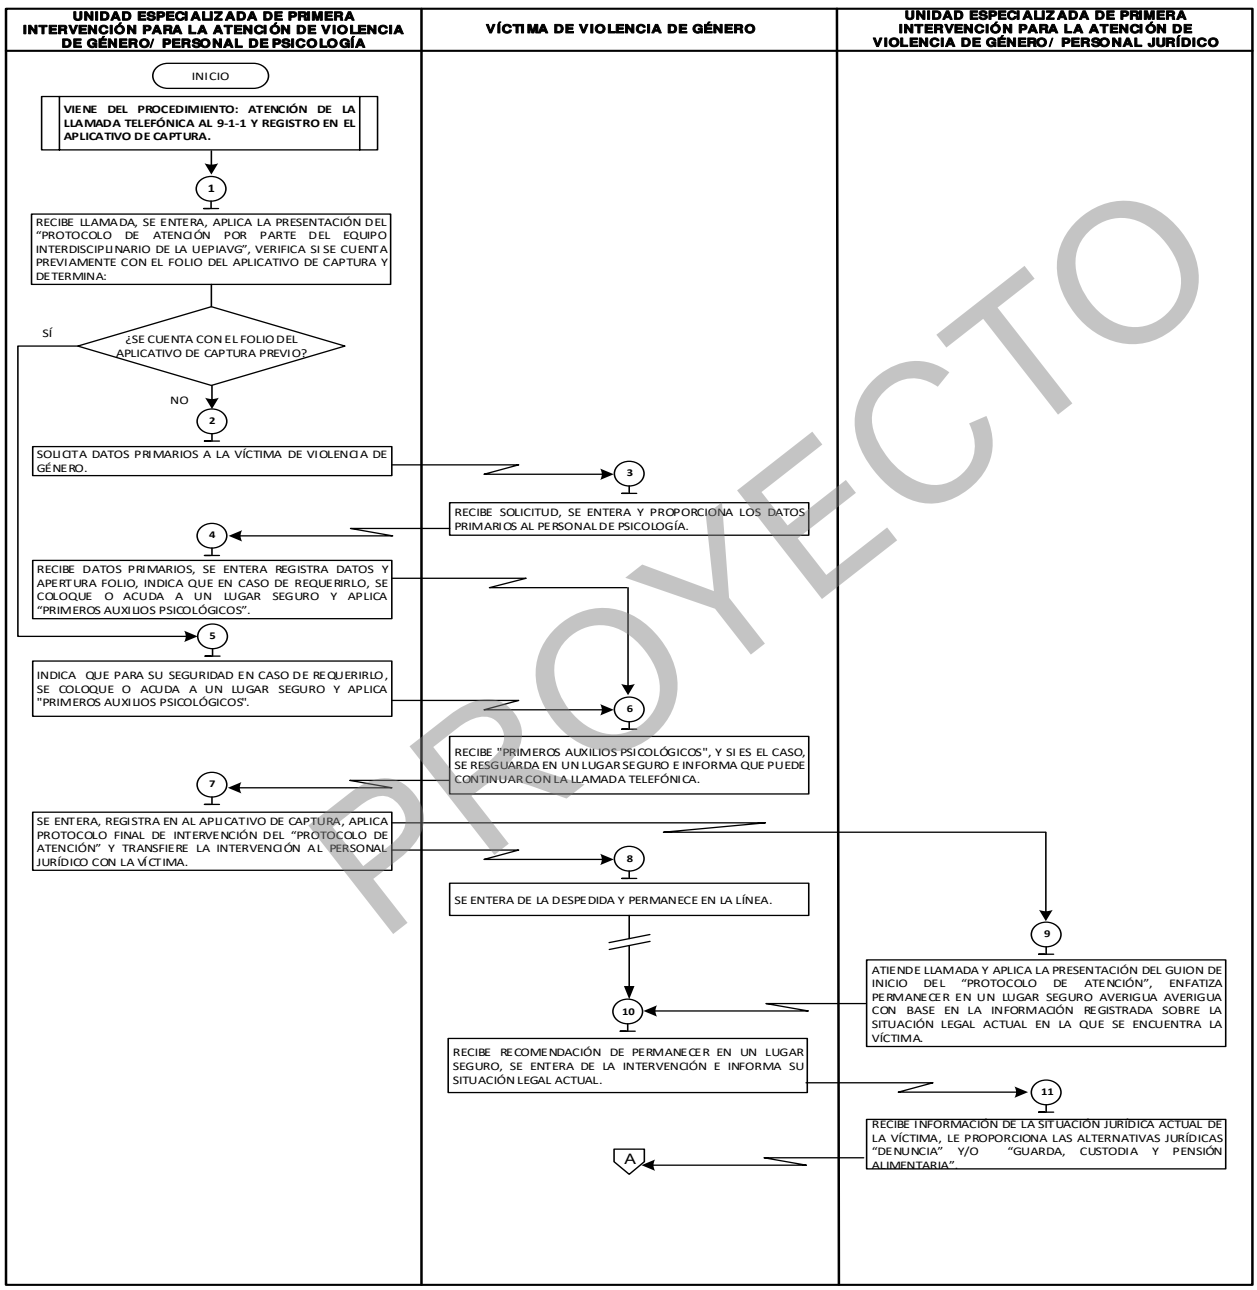 UNIDAD ESPECIALIZADA DE PRIMERA
INTERVENCIÓN PARA LA ATENCIÓN DE VIOLENCIA
DE GÉNERO/ PERSONAL DE PSICOLOGÍA
VÍCTIMA DE VIOLENCIA DE GÉNERO
UNIDAD ESPECIALIZADA DE PRIMERA
INTERVENCIÓN PARA LA ATENCIÓN DE
VIOLENCIA DE GÉNERO/ PERSONAL JURÍDICO
INICIO
VIENE DEL PROCEDIMIENTO: ATENCIÓN DE LA
LLAMADA TELEFÓNICA AL 9-1-1 Y REGISTRO EN EL
APLICATIVO DE CAPTURA.
1
RECIBE LLAMADA, SE ENTERA, APLICA LA PRESENTACIÓN DEL
“PROTOCOLO DE ATENCIÓN POR PARTE DEL EQUIPO
INTERDISCIPLINARIO DE LA UEPIAVG”, VERIFICA SI SE CUENTA
PREVIAMENTE CON EL FOLIO DEL APLICATIVO DE CAPTURA Y
DETERMINA:
SÍ
¿SE CUENTA CON EL FOLIO DEL
APLICATIVO DE CAPTURA PREVIO?
NO
2
SOLICITA DATOS PRIMARIOS A LA VÍCTIMA DE VIOLENCIA DE
GÉNERO.
3
RECIBE SOLICITUD, SE ENTERA Y PROPORCIONA LOS DATOS
PRIMARIOS AL PERSONAL DE PSICOLOGÍA.
4
RECIBE DATOS PRIMARIOS, SE ENTERA REGISTRA DATOS Y
APERTURA FOLIO, INDICA QUE EN CASO DE REQUERIRLO, SE
COLOQUE O ACUDA A UN LUGAR SEGURO Y APLICA
“PRIMEROS AUXILIOS PSICOLÓGICOS”.
5
INDICA QUE PARA SU SEGURIDAD EN CASO DE REQUERIRLO,
SE COLOQUE O ACUDA A UN LUGAR SEGURO Y APLICA
"PRIMEROS AUXILIOS PSICOLÓGICOS".
6
RECIBE "PRIMEROS AUXILIOS PSICOLÓGICOS", Y SI ES EL CASO,
SE RESGUARDA EN UN LUGAR SEGURO E INFORMA QUE PUEDE
CONTINUAR CON LA LLAMADA TELEFÓNICA.
7
SE ENTERA, REGISTRA EN AL APLICATIVO DE CAPTURA, APLICA
PROTOCOLO FINAL DE INTERVENCIÓN DEL “PROTOCOLO DE
ATENCIÓN” Y TRANSFIERE LA INTERVENCIÓN AL PERSONAL
JURÍDICO CON LA VÍCTIMA.
8
SE ENTERA DE LA DESPEDIDA Y PERMANECE EN LA LÍNEA.
9
ATIENDE LLAMADA Y APLICA LA PRESENTACIÓN DEL GUION DE
INICIO DEL “PROTOCOLO DE ATENCIÓN”, ENFATIZA
PERMANECER EN UN LUGAR SEGURO AVERIGUA AVERIGUA
CON BASE EN LA INFORMACIÓN REGISTRADA SOBRE LA
SITUACIÓN LEGAL ACTUAL EN LA QUE SE ENCUENTRA LA
VÍCTIMA.
10
RECIBE RECOMENDACIÓN DE PERMANECER EN UN LUGAR
SEGURO, SE ENTERA DE LA INTERVENCIÓN E INFORMA SU
SITUACIÓN LEGAL ACTUAL.
11
RECIBE INFORMACIÓN DE LA SITUACIÓN JURÍDICA ACTUAL DE
LA VÍCTIMA, LE PROPORCIONA LAS ALTERNATIVAS JURÍDICAS
“DENUNCIA” Y/O “GUARDA, CUSTODIA Y PENSIÓN
ALIMENTARIA”.
A
PROYECTO